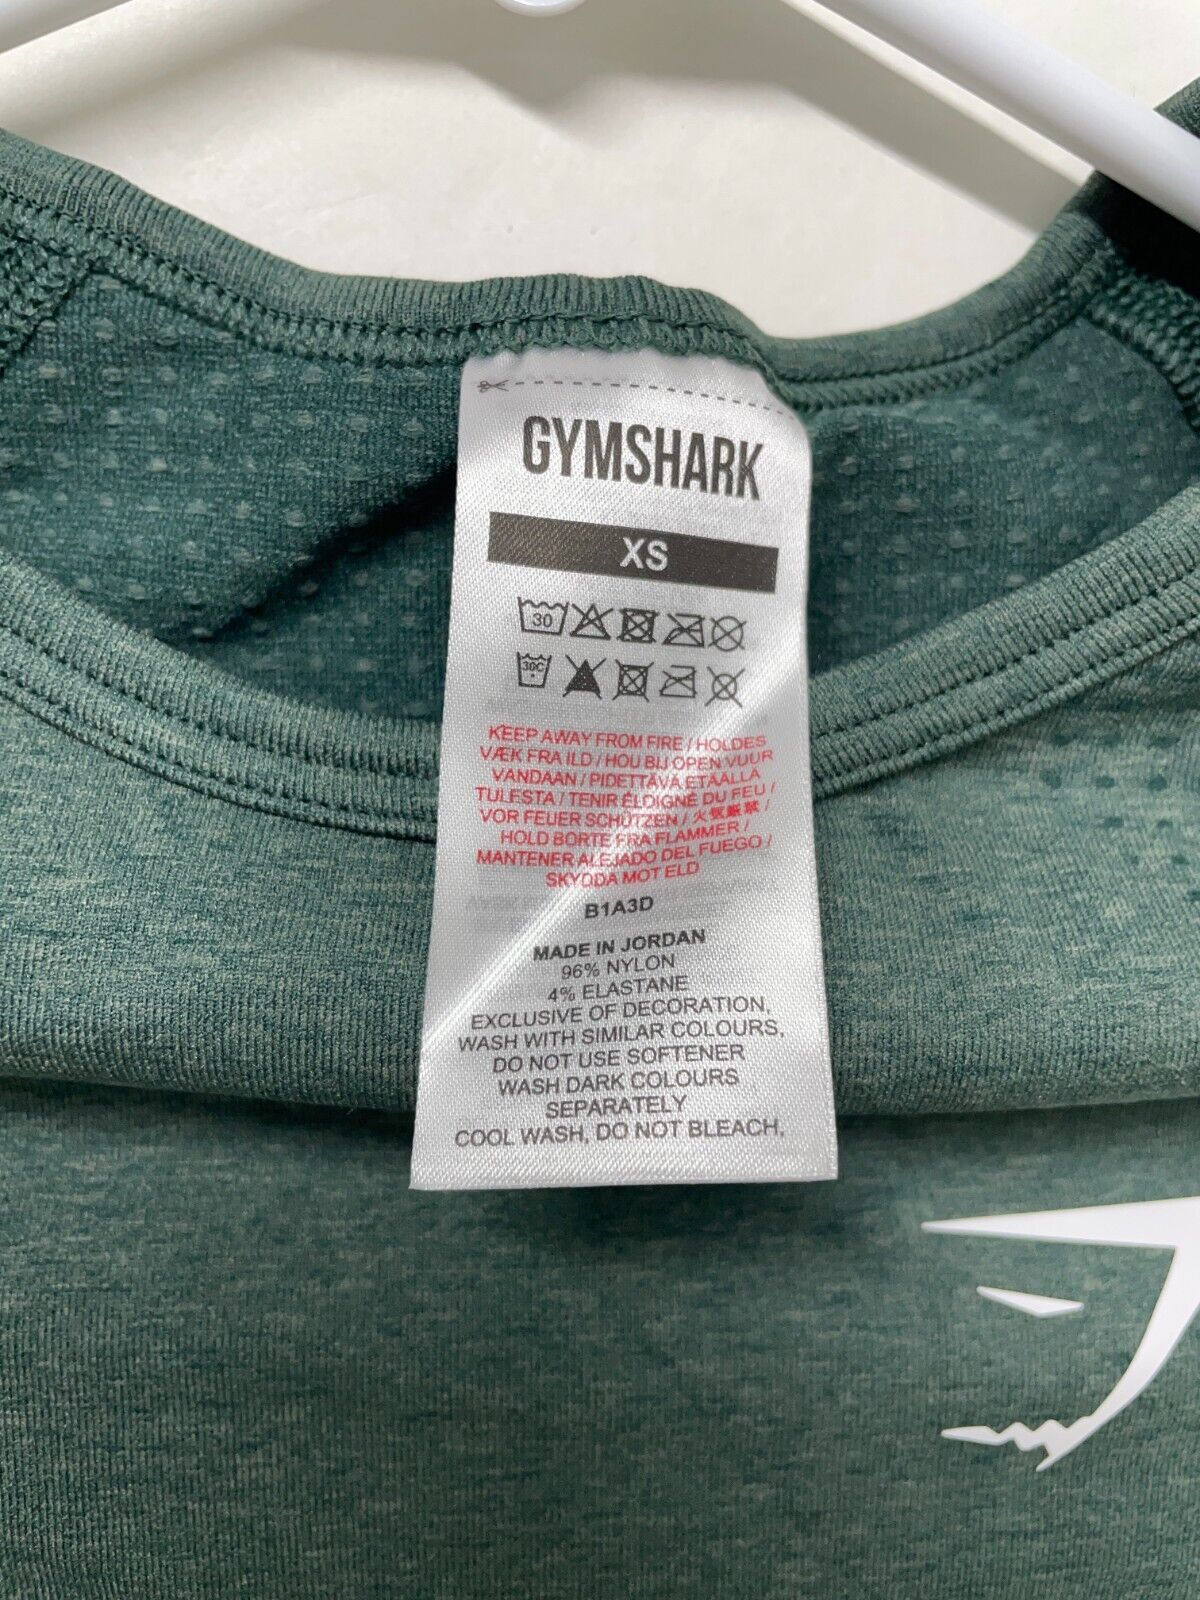 GYMSHARK
XS
30
30C
KEEP AWAY FROM FIRE / HOLDES
VÆK FRA ILD / HOU BIJ OPEN VUUR
VANDAAN / PIDETTÄVÄ ETÄÄLLÄ
TULESTA / TENIR ÉLOIGNÉ DU FEU /
VOR FEUER SCHÜTZEN / 火気厳禁 /
HOLD BORTE FRA FLAMMER /
MANTENER ALEJADO DEL FUEGO /
SKYDDA MOT ELD
B1A3D
MADE IN JORDAN
96% NYLON
4% ELASTANE
EXCLUSIVE OF DECORATION,
WASH WITH SIMILAR COLOURS,
DO NOT USE SOFTENER
WASH DARK COLOURS
SEPARATELY
COOL WASH, DO NOT BLEACH,